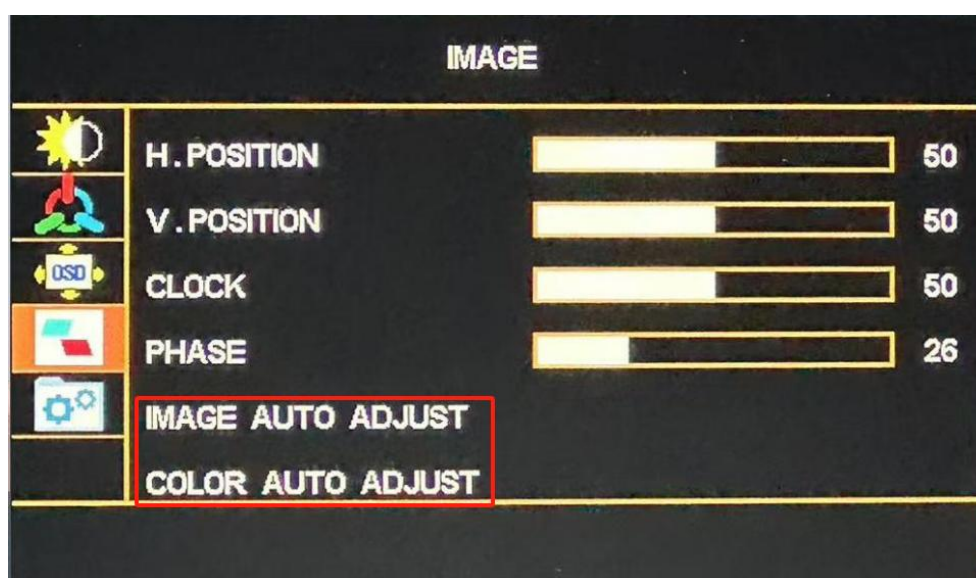 IMAGE
H.POSITION 50
V.POSITION 50
OSD
CLOCK 50
PHASE 26
IMAGE AUTO ADJUST
COLOR AUTO ADJUST